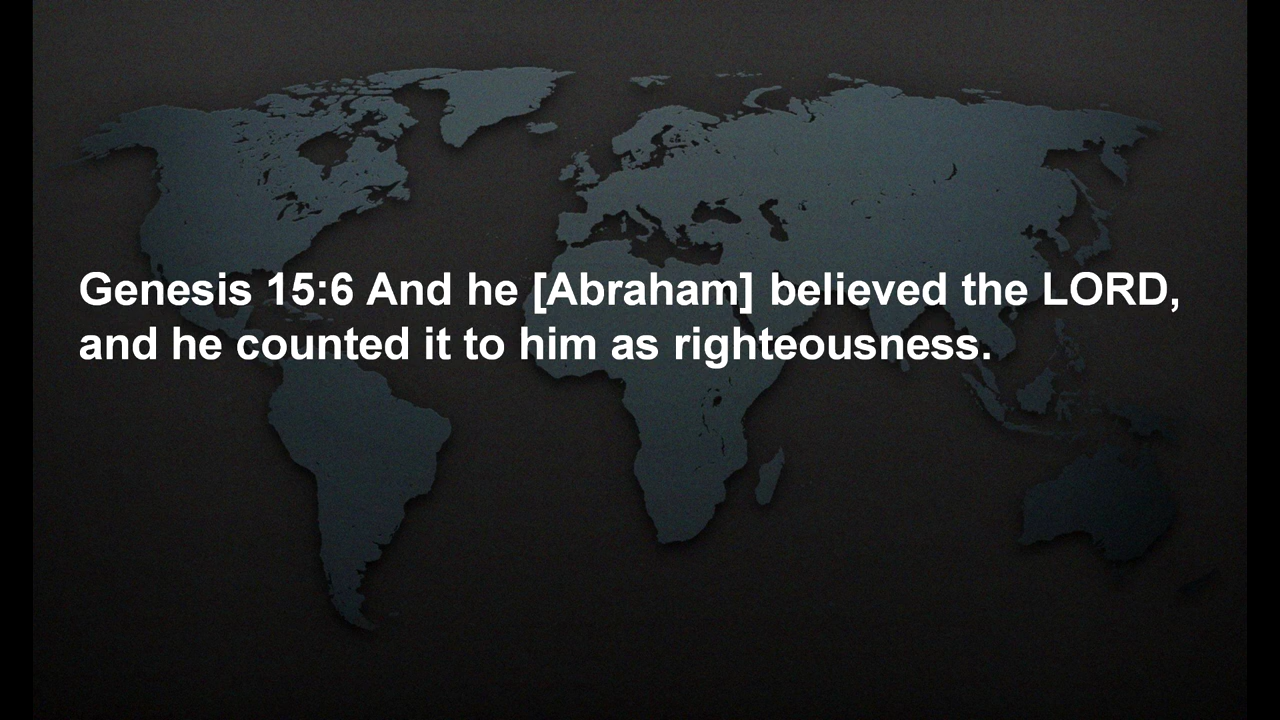 Genesis 15:6 And he [Abraham] believed the LORD,
and he counted it to him as righteousness.